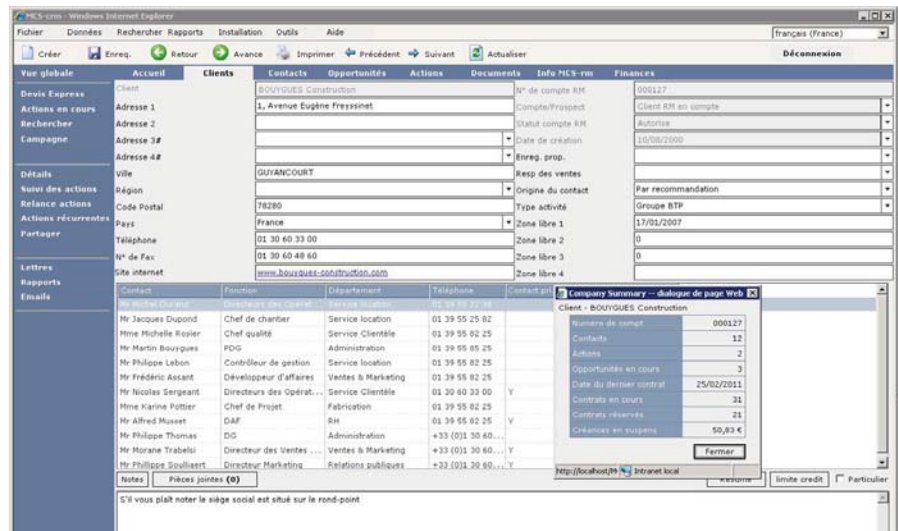 MCS-crm - Windows Internet Explorer
Fichier Données Rechercher Rapports Installation Outils Aide français (France)
Créer Enreg. Retour Avance Imprimer Précédent Suivant Actualiser Déconnexion
Vue globale Accueil Clients Contacts Opportunités Actions Documents Info MCS-rm Finances
Devis Express
Actions en cours
Rechercher
Campagne
Détails
Suivi des actions
Relance actions
Actions récurrentes
Partager
Lettres
Rapports
Emails
Client BOUYGUES Construction N° de compte RM 000127
Adresse 1 1, Avenue Eugène Freyssinet Compte/Prospect Client RM en compte
Adresse 2 Statut compte RM Autorise
Adresse 3# Date de création 10/08/2000
Adresse 4# Enreg. prop.
Ville GUYANCOURT Resp des ventes
Région Origine du contact Par recommandation
Code Postal 78280 Type activité Groupe BTP
Pays France Zone libre 1 17/01/2007
Téléphone 01 30 60 33 00 Zone libre 2 0
N° de Fax 01 30 60 48 60 Zone libre 3 0
Site internet www.bouygues-construction.com Zone libre 4
Contact Fonction Département Téléphone Contact pri
Mr Michel Durand Directeurs des Opérat... Service location
Mr Jacques Dupond Chef de chantier Service location 01 39 55 25 82
Mme Michelle Rosier Chef qualité Service Clientèle 01 39 55 82 25
Mr Martin Bouygues PDG Administration 01 39 55 82 25
Mr Philippe Lebon Contrôleur de gestion Service location 01 39 55 82 25
Mr Frédéric Assant Développeur d'affaires Ventes & Marketing 01 39 55 82 25
Mr Nicolas Sergeant Directeurs des Opérat... Service Clientèle 01 30 60 33 00 Y
Mme Karine Pottier Chef de Projet Fabrication 01 39 55 82 25
Mr Alfred Musset DAF RH 01 39 55 82 25 Y
Mr Philippe Thomas DG Administration +33 (0)1 30 60...
Mr Morane Trabelsi Directeur des Ventes ... Ventes & Marketing +33 (0)1 30 60... Y
Mr Phillippe Soulliaert Directeur Marketing Relations publiques +33 (0)1 30 60... Y
Company Summary -- dialogue de page Web
Client - BOUYGUES Construction
Numéro de compt 000127
Contacts 12
Actions 2
Opportunités en cours 3
Date du dernier contrat 25/02/2011
Contrats en cours 31
Contrats réservés 21
Créances en suspens 50,83 €
Fermer
http://localhost/M Intranet local
Notes Pièces jointes (0) Résumé limite credit Particulier
S'il vous plaît noter le siège social est situé sur le rond-point